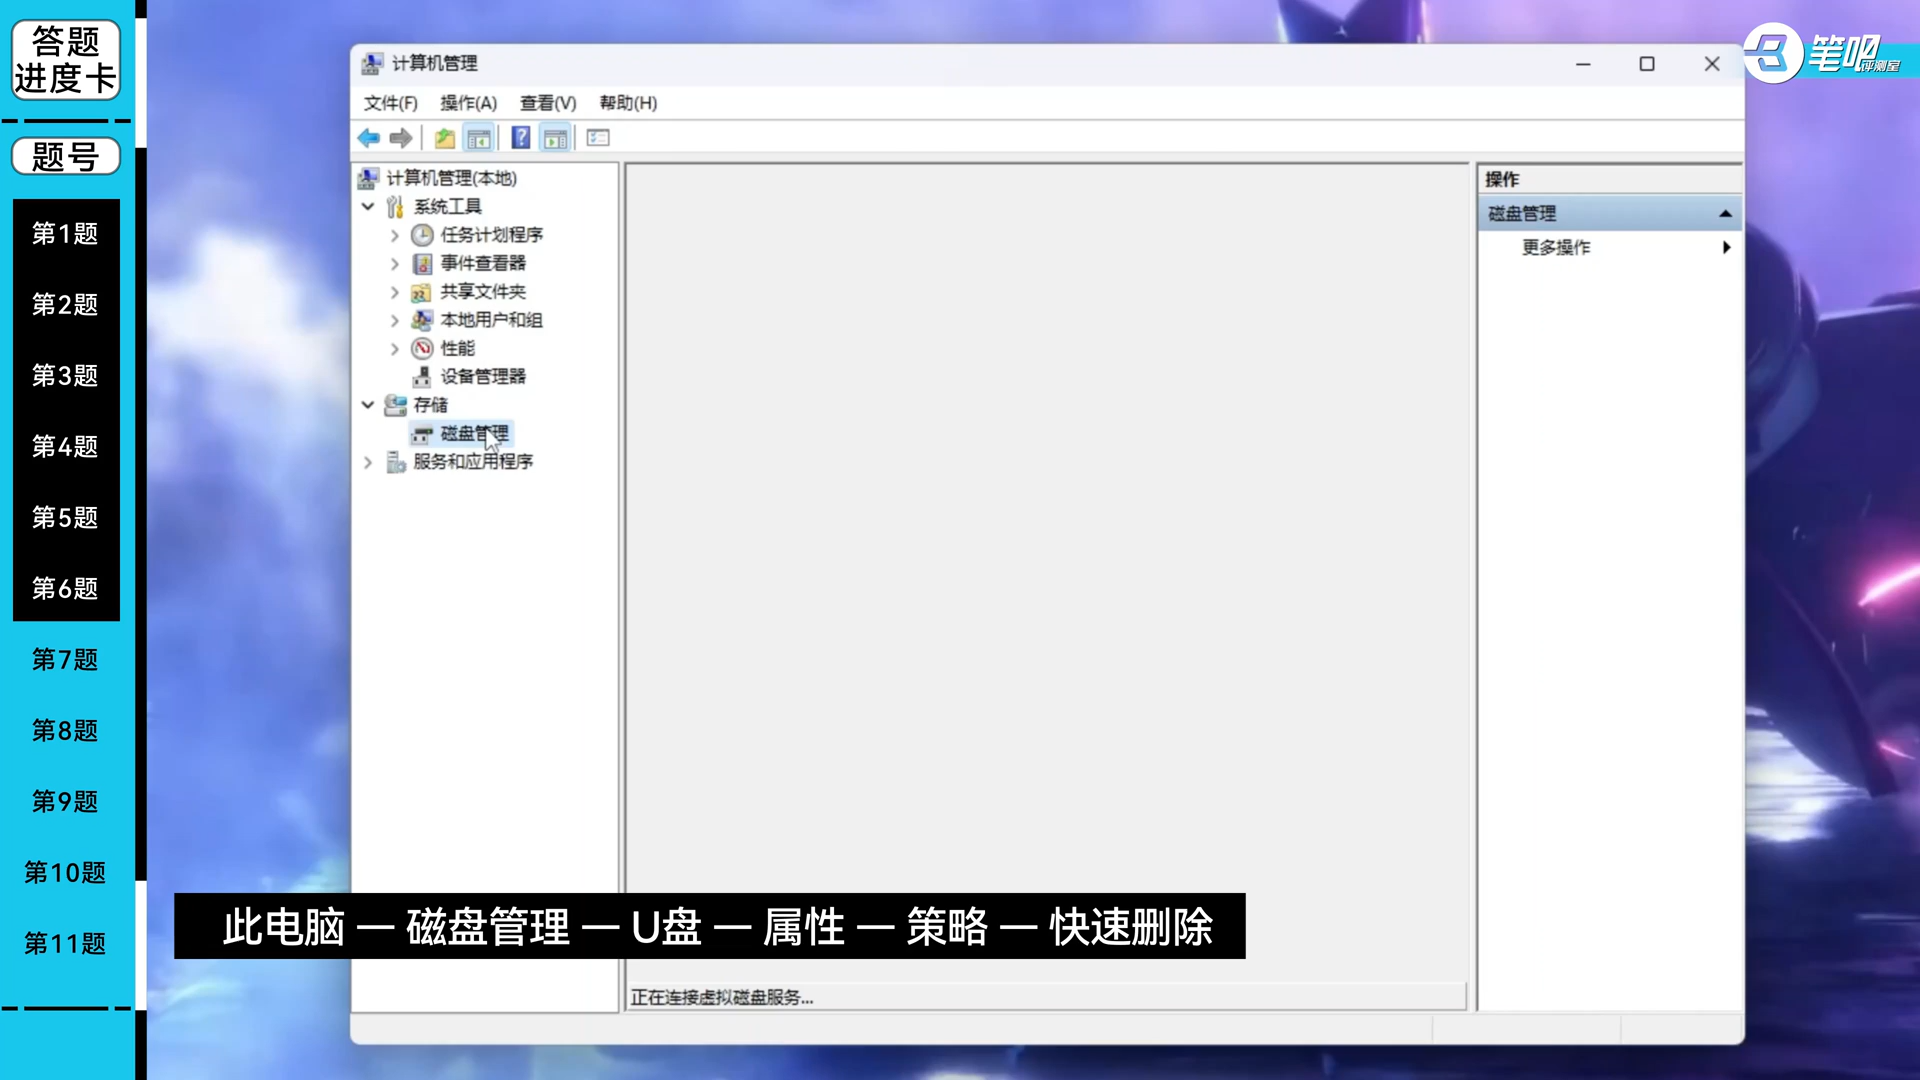 答题
进度卡
题号
第1题
第2题
第3题
第4题
第5题
第6题
第7题
第8题
第9题
第10题
第11题
计算机管理
文件(F) 操作(A) 查看(V) 帮助(H)
计算机管理(本地)
系统工具
任务计划程序
事件查看器
共享文件夹
本地用户和组
性能
设备管理器
存储
磁盘管理
服务和应用程序
操作
磁盘管理
更多操作
正在连接虚拟磁盘服务...
此电脑 — 磁盘管理 — U盘 — 属性 — 策略 — 快速删除
笔吧
评测室